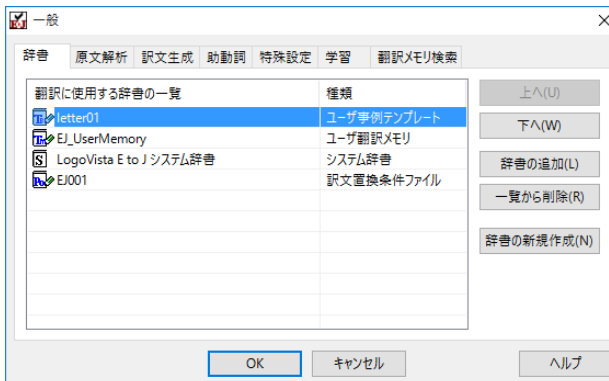 一般
辞書 原文解析 訳文生成 助動詞 特殊設定 学習 翻訳メモリ検索
翻訳に使用する辞書の一覧 種類
letter01 ユーザ事例テンプレート
EJ_UserMemory ユーザ翻訳メモリ
S LogoVista E to J システム辞書 システム辞書
EJ001 訳文置換条件ファイル
上へ(U)
下へ(W)
辞書の追加(L)
一覧から削除(R)
辞書の新規作成(N)
OK キャンセル ヘルプ